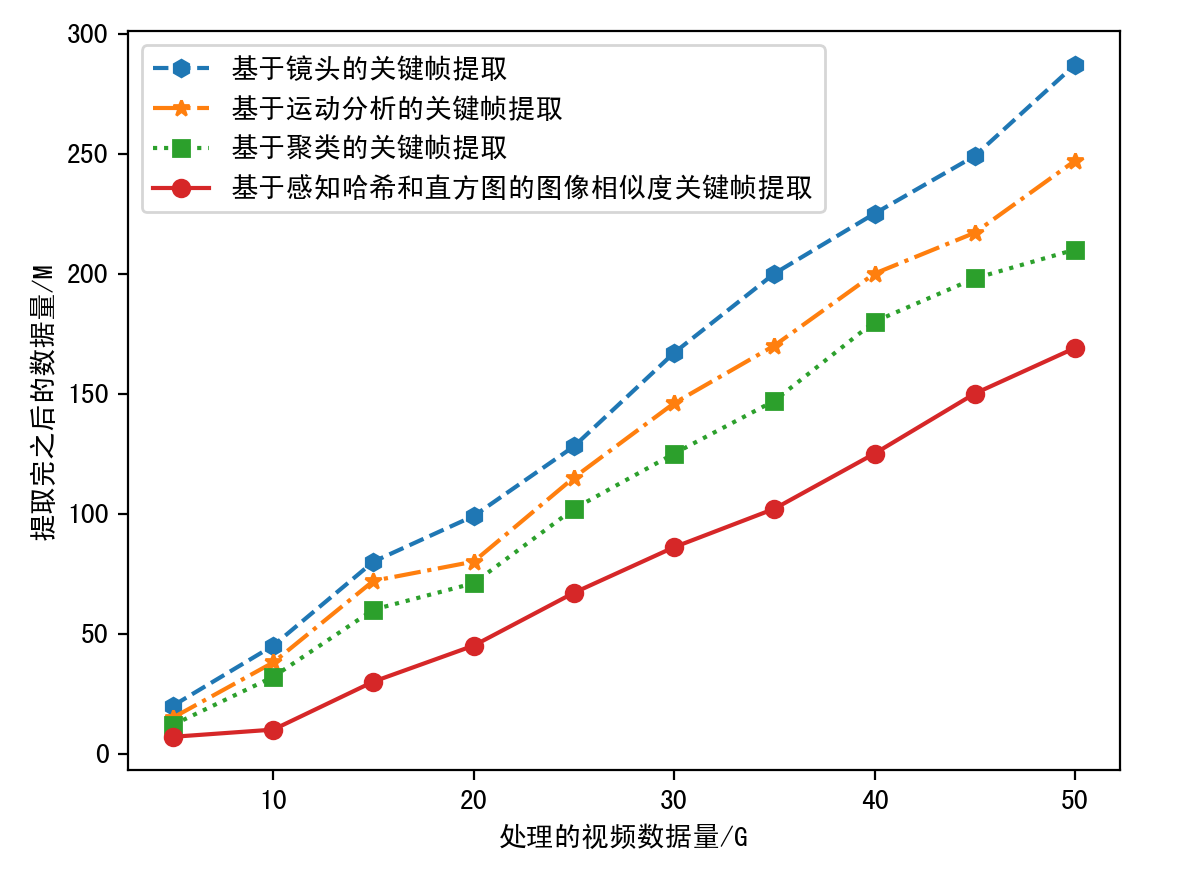 300
250
200
150
100
50
0
基于镜头的关键帧提取
基于运动分析的关键帧提取
基于聚类的关键帧提取
基于感知哈希和直方图的图像相似度关键帧提取
提取完之后的数据量/M
10 20 30 40 50
处理的视频数据量/G